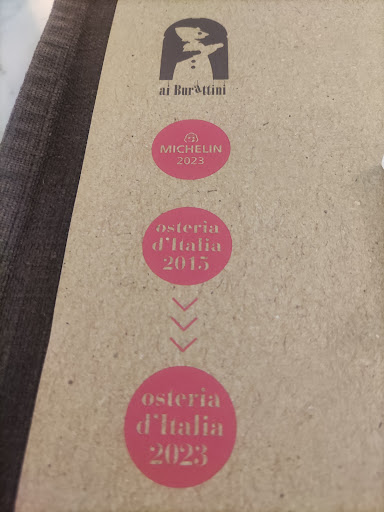 ai Burattini
MICHELIN
2023
osteria
d'Italia
2015
osteria
d'Italia
2023